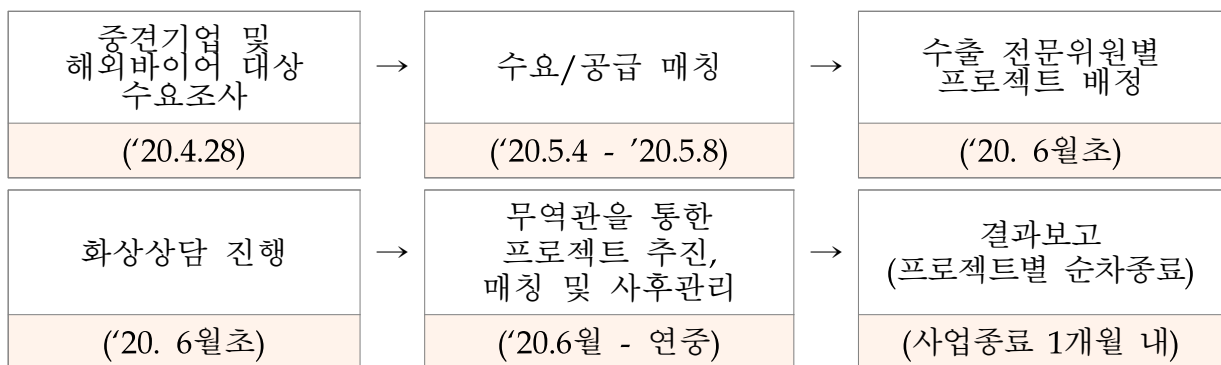 중견기업 및
해외바이어 대상
수요조사
→
수요/공급 매칭
→
수출 전문위원별
프로젝트 배정
(‘20.4.28)
(‘20.5.4 - ’20.5.8)
(‘20. 6월초)
화상상담 진행
→
무역관을 통한
프로젝트 추진,
매칭 및 사후관리
→
결과보고
(프로젝트별 순차종료)
(‘20. 6월초)
(‘20.6월 - 연중)
(사업종료 1개월 내)